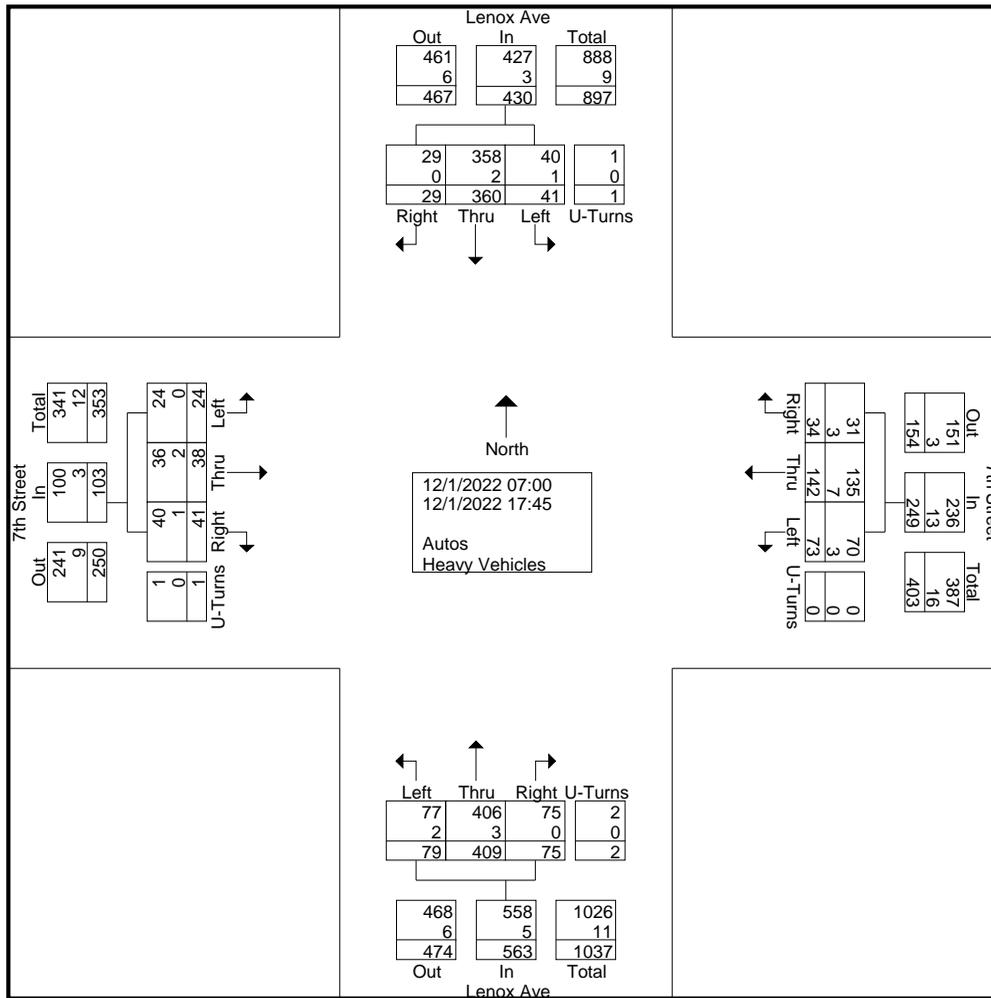 Lenox Ave
Out In Total
461 427 888
6 3 9
467 430 897
29 358 40 1
0 2 1 0
29 360 41 1
Right Thru Left U-Turns
7th Street
Total In Out
341 100 241
12 3 9
353 103 250
24 36 40 1
0 2 1 0
24 38 41 1
Left Thru Right U-Turns
North
12/1/2022 07:00
12/1/2022 17:45
Autos
Heavy Vehicles
Right Thru Left U-Turns
31 135 70 0
3 7 3 0
34 142 73 0
Out In Total
151 236 387
3 13 16
154 249 403
7th Street
Left Thru Right U-Turns
77 406 75 2
2 3 0 0
79 409 75 2
468 558 1026
6 5 11
474 563 1037
Out In Total
Lenox Ave